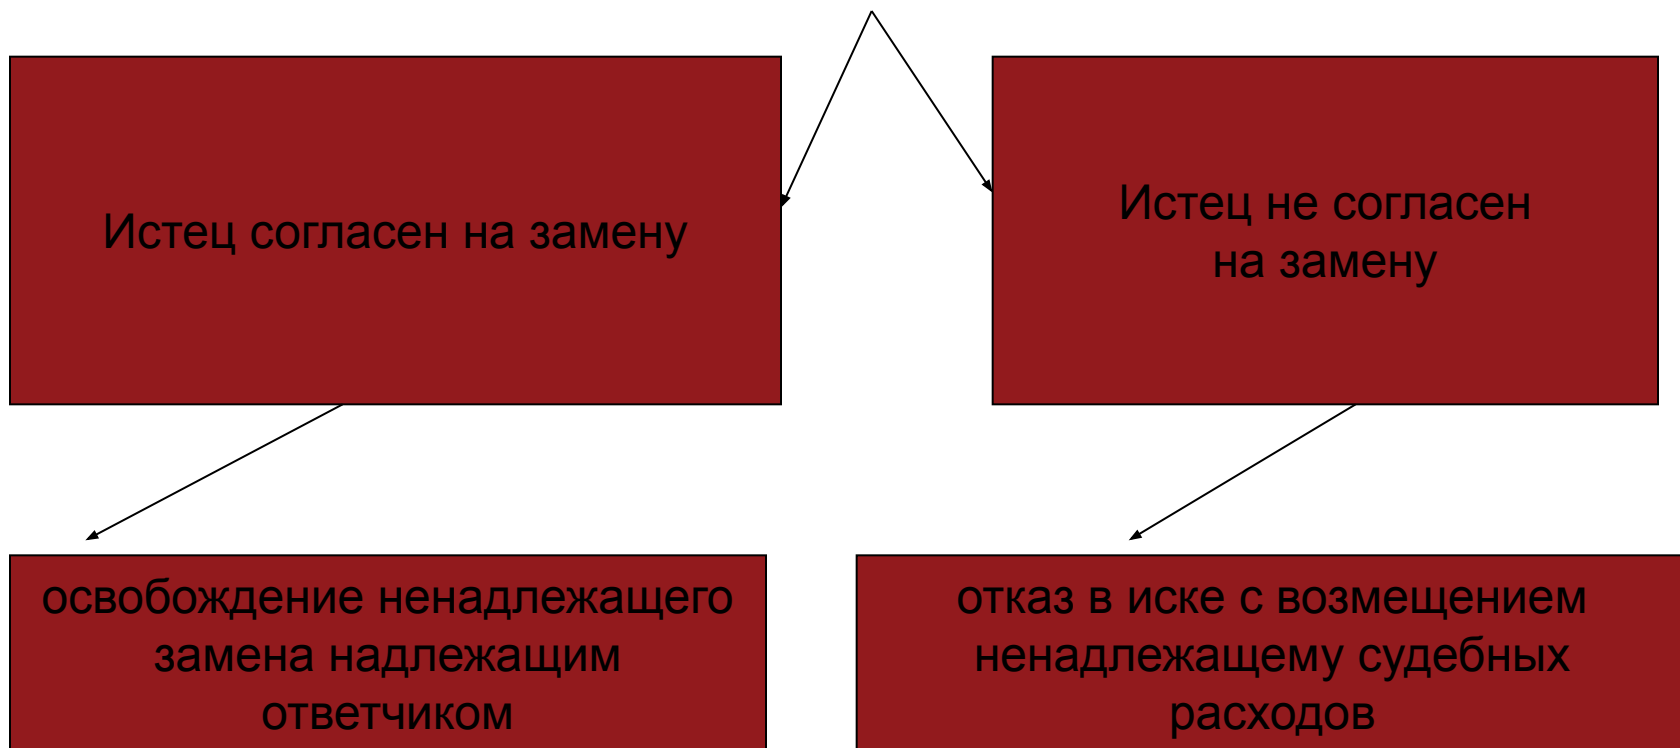 Истец согласен на замену
Истец не согласен
на замену
освобождение ненадлежащего
замена надлежащим
ответчиком
отказ в иске с возмещением
ненадлежащему судебных
расходов